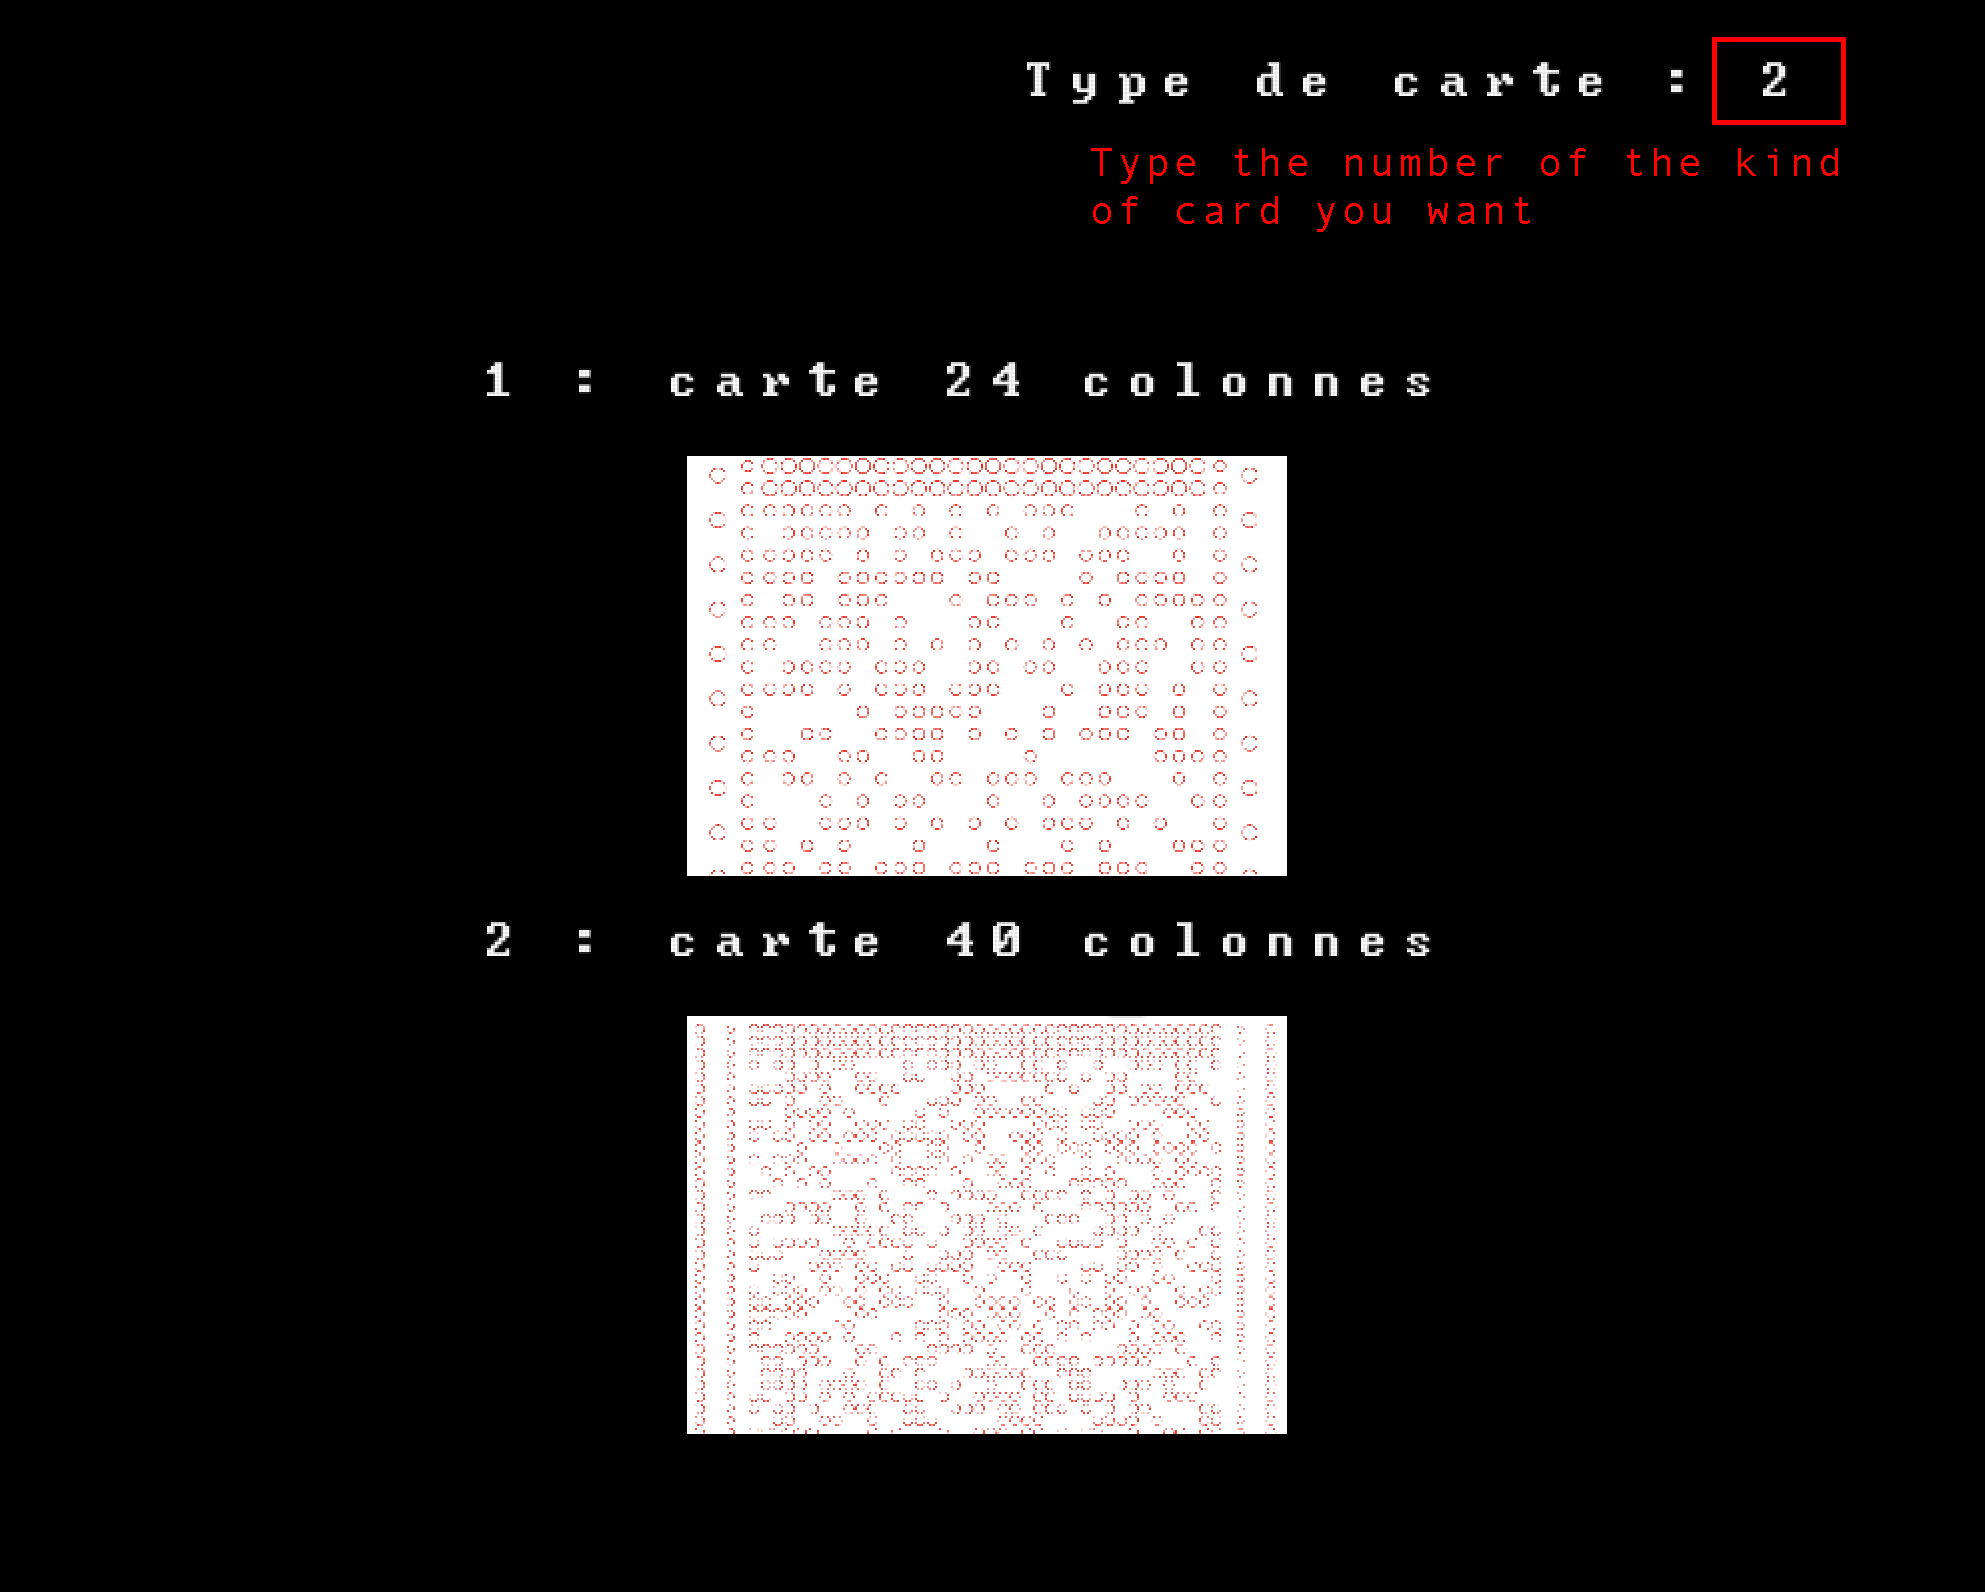 Type de carte : 2
Type the number of the kind
of card you want
1 : carte 24 colonnes
2 : carte 40 colonnes